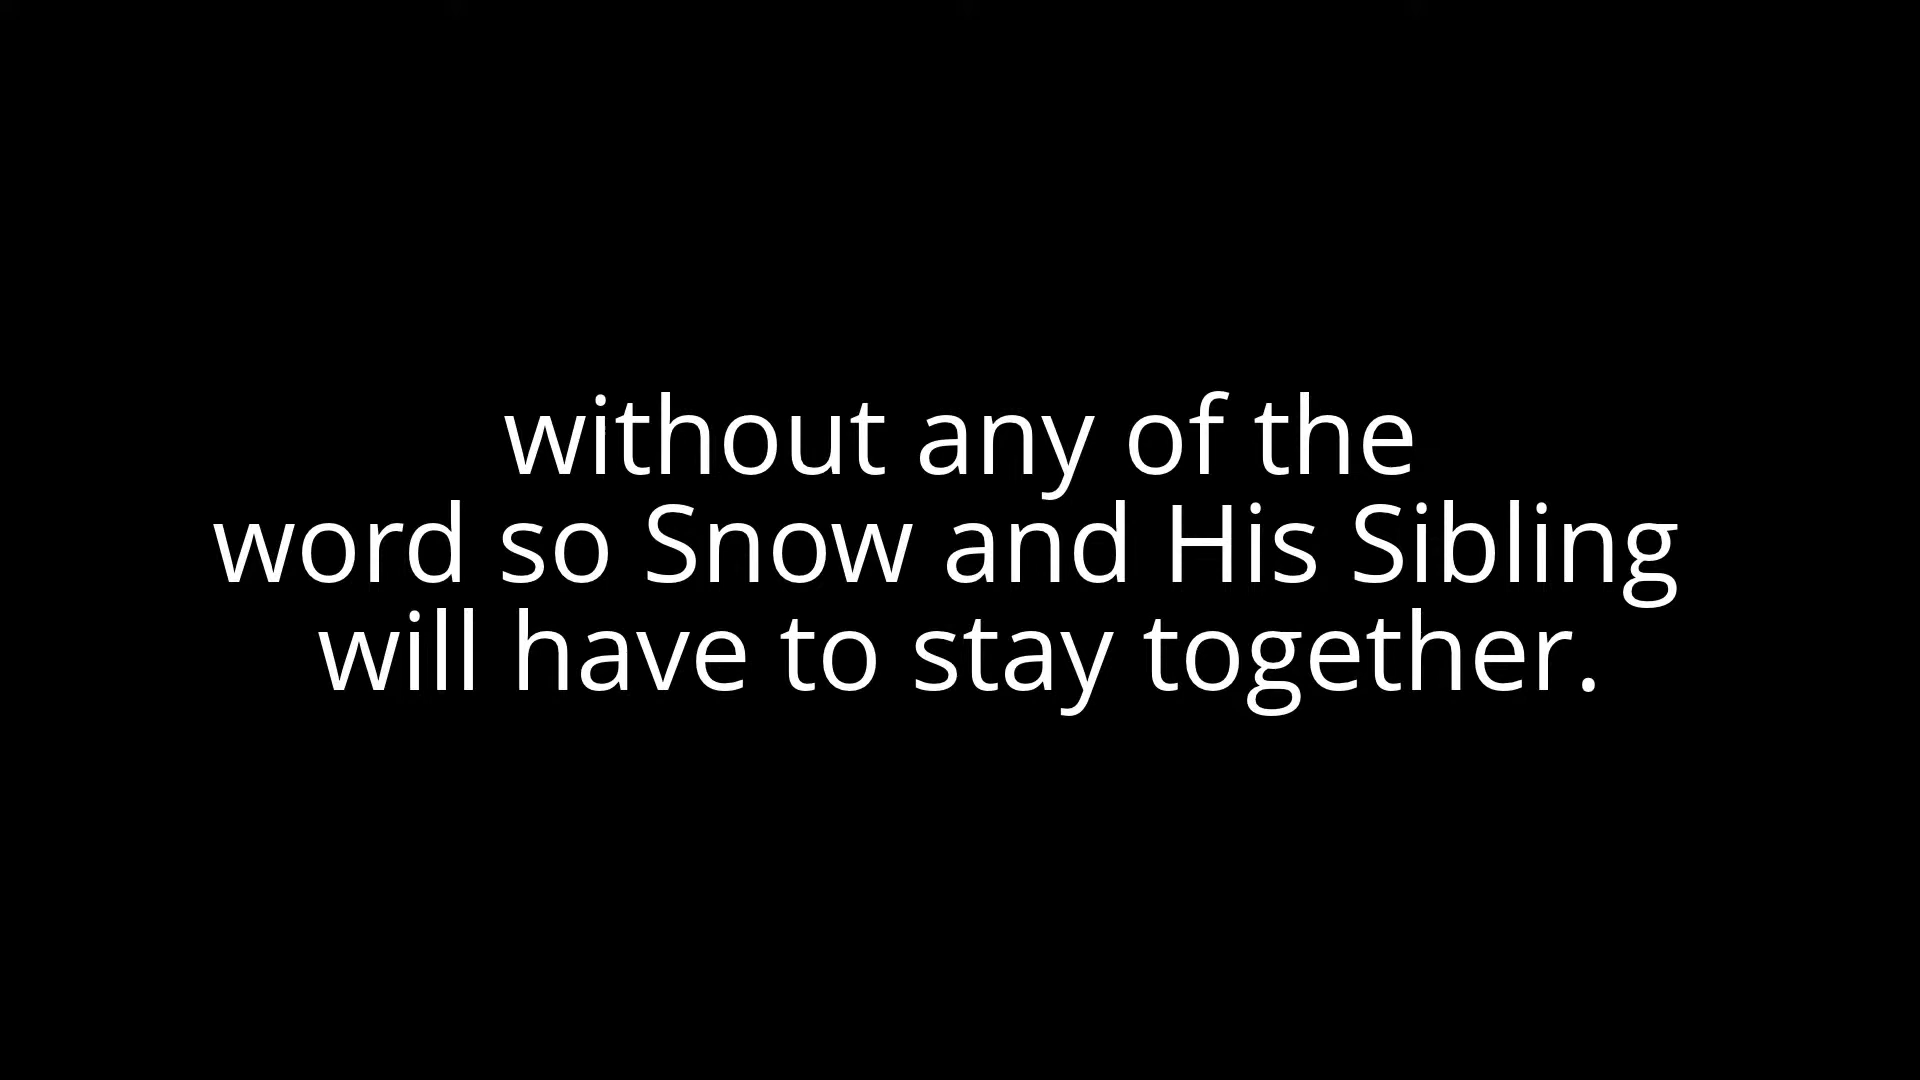 without any of the
word so Snow and His Sibling
will have to stay together.